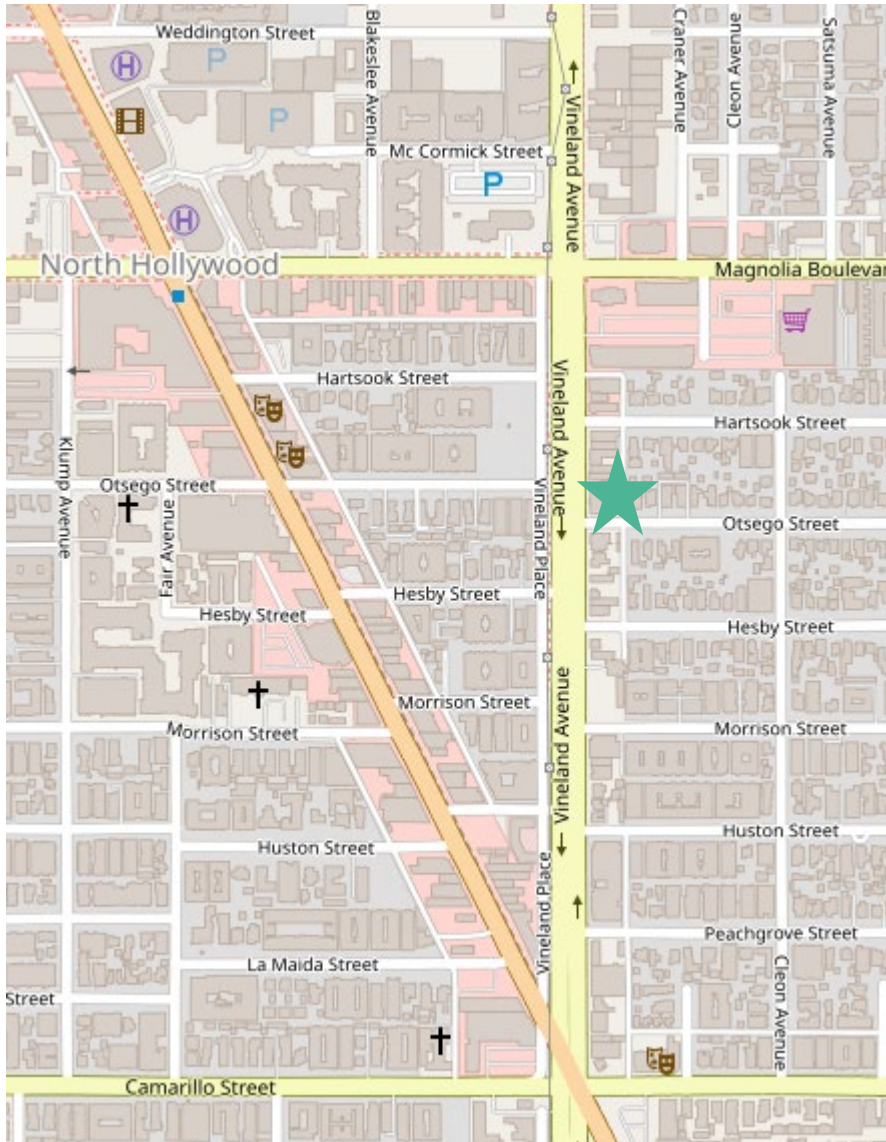 Weddington Street
Blakeslee Avenue
Craner Avenue
Cleon Avenue
Satsuma Avenue
H
P
P
Mc Cormick Street
P
Vineland Avenue
H
North Hollywood
Magnolia Boulevar
Hartsook Street
Vineland Avenue
Hartsook Street
Klump Avenue
Otsego Street
Vineland Place
Otsego Street
Fair Avenue
Hesby Street
Hesby Street
Hesby Street
Morrison Street
Vineland Avenue
Morrison Street
Morrison Street
Huston Street
Huston Street
Vineland Place
Peachgrove Street
La Maida Street
Cleon Avenue
Street
Camarillo Street